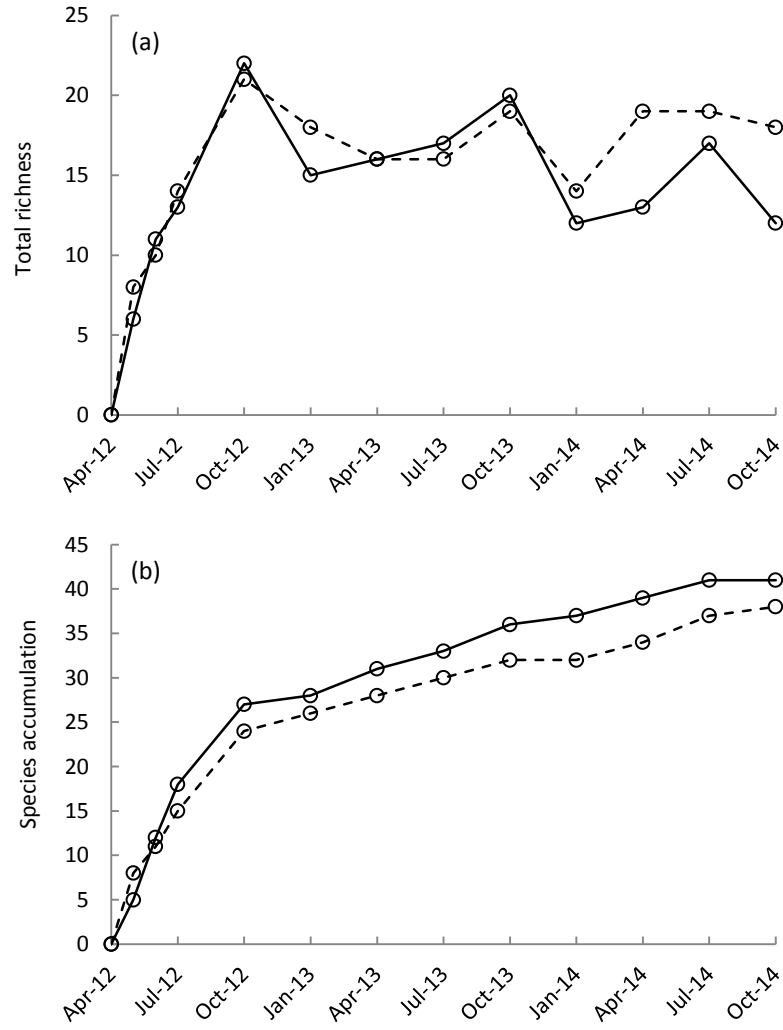 25
(a)
20
15
10
5
0
Total richness
Apr-12
Jul-12
Oct-12
Jan-13
Apr-13
Jul-13
Oct-13
Jan-14
Apr-14
Jul-14
Oct-14
45
(b)
40
35
30
25
20
15
10
5
0
Species accumulation
Apr-12
Jul-12
Oct-12
Jan-13
Apr-13
Jul-13
Oct-13
Jan-14
Apr-14
Jul-14
Oct-14